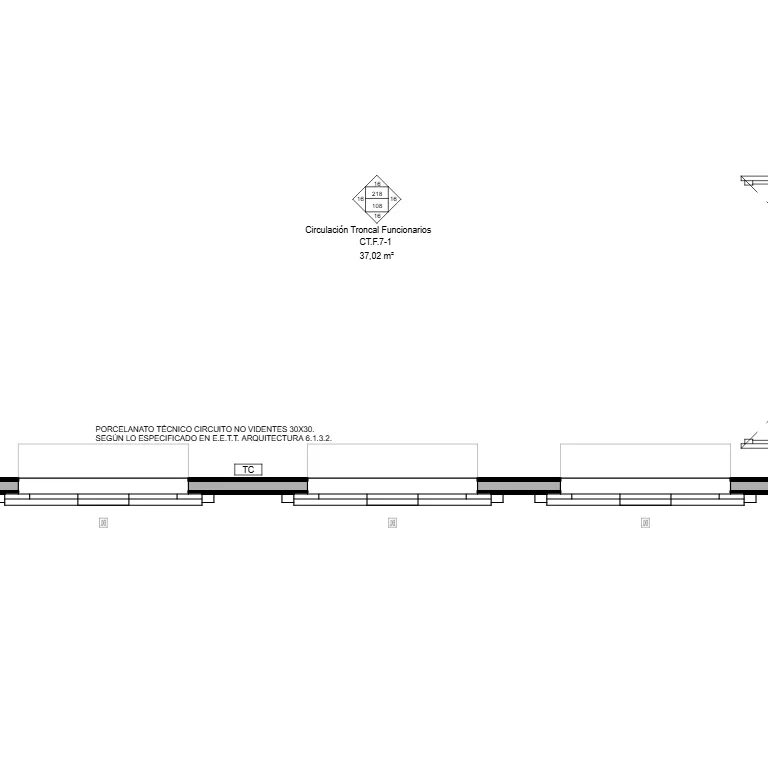 16
218
16 16
108
16
Circulación Troncal Funcionarios
CT.F.7-1
37,02 m²
PORCELANATO TÉCNICO CIRCUITO NO VIDENTES 30X30.
SEGÚN LO ESPECIFICADO EN E.E.T.T. ARQUITECTURA 6.1.3.2.
TC